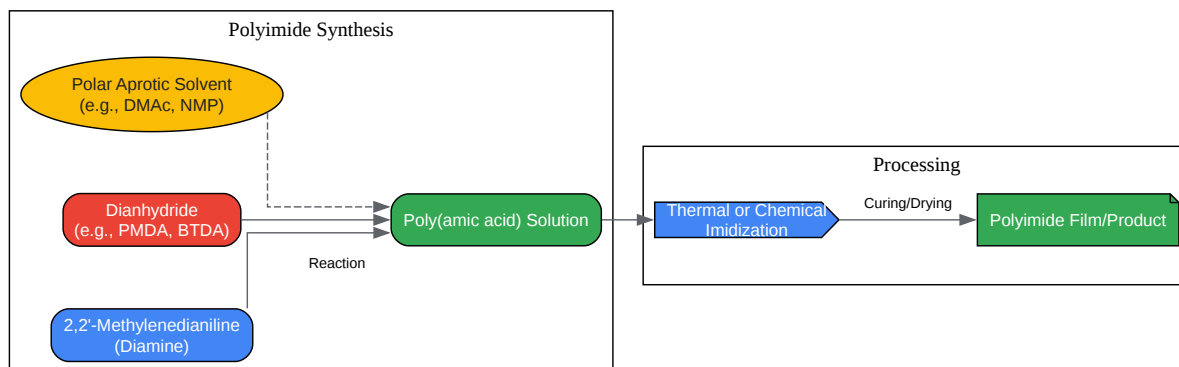 Polyimide Synthesis
Polar Aprotic Solvent
(e.g., DMAc, NMP)
Dianhydride
(e.g., PMDA, BTDA)
Poly(amic acid) Solution
Reaction
2,2'-Methylenedianiline
(Diamine)
Processing
Thermal or Chemical
Imidization
Curing/Drying
Polyimide Film/Product